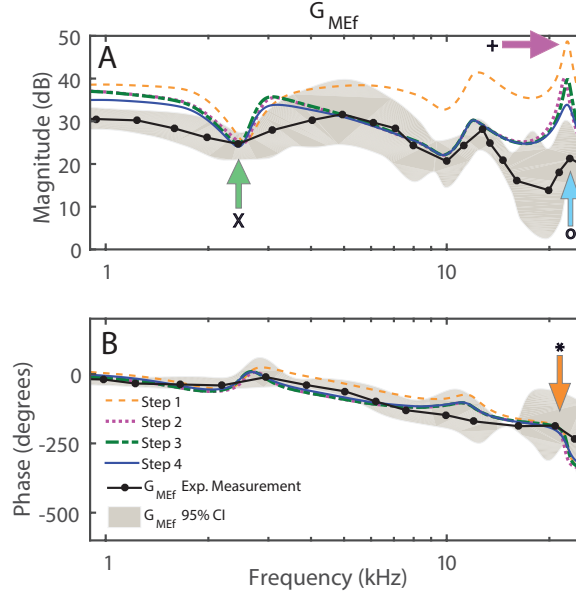 G MEf
A
+
50
40
30
20
10
0
Magnitude (dB)
X
o
1
10
B
*
0
-250
-500
Phase (degrees)
Step 1
Step 2
Step 3
Step 4
G MEf Exp. Measurement
G MEf 95% CI
1
10
Frequency (kHz)